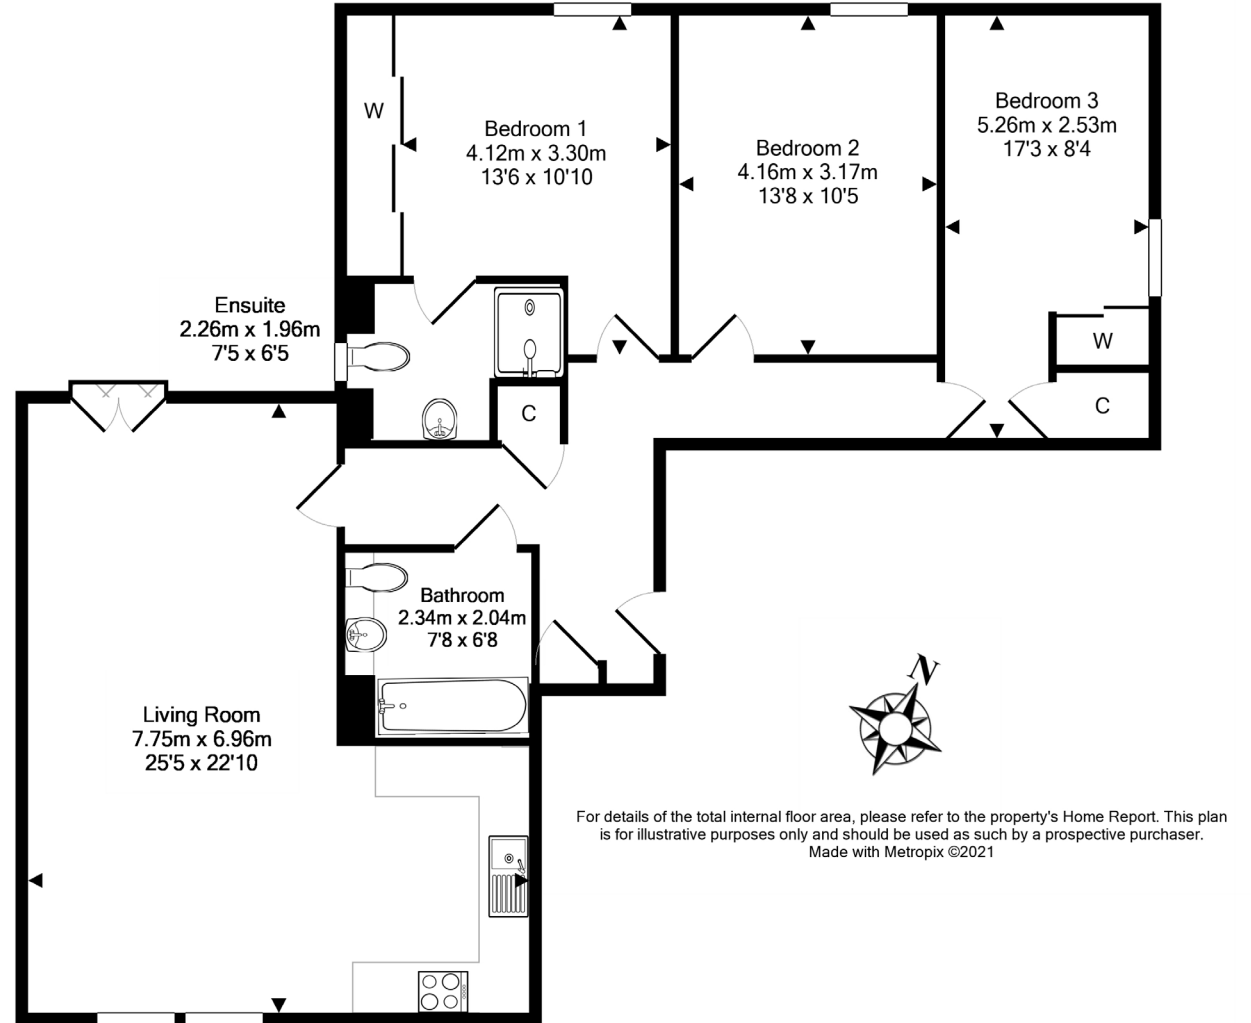 W
Bedroom 1
4.12m x 3.30m
13'6 x 10'10
Bedroom 2
4.16m x 3.17m
13'8 x 10'5
Bedroom 3
5.26m x 2.53m
17'3 x 8'4
Ensuite
2.26m x 1.96m
7'5 x 6'5
W
C
C
Bathroom
2.34m x 2.04m
7'8 x 6'8
Living Room
7.75m x 6.96m
25'5 x 22'10
N
For details of the total internal floor area, please refer to the property's Home Report. This plan
is for illustrative purposes only and should be used as such by a prospective purchaser.
Made with Metropix ©2021